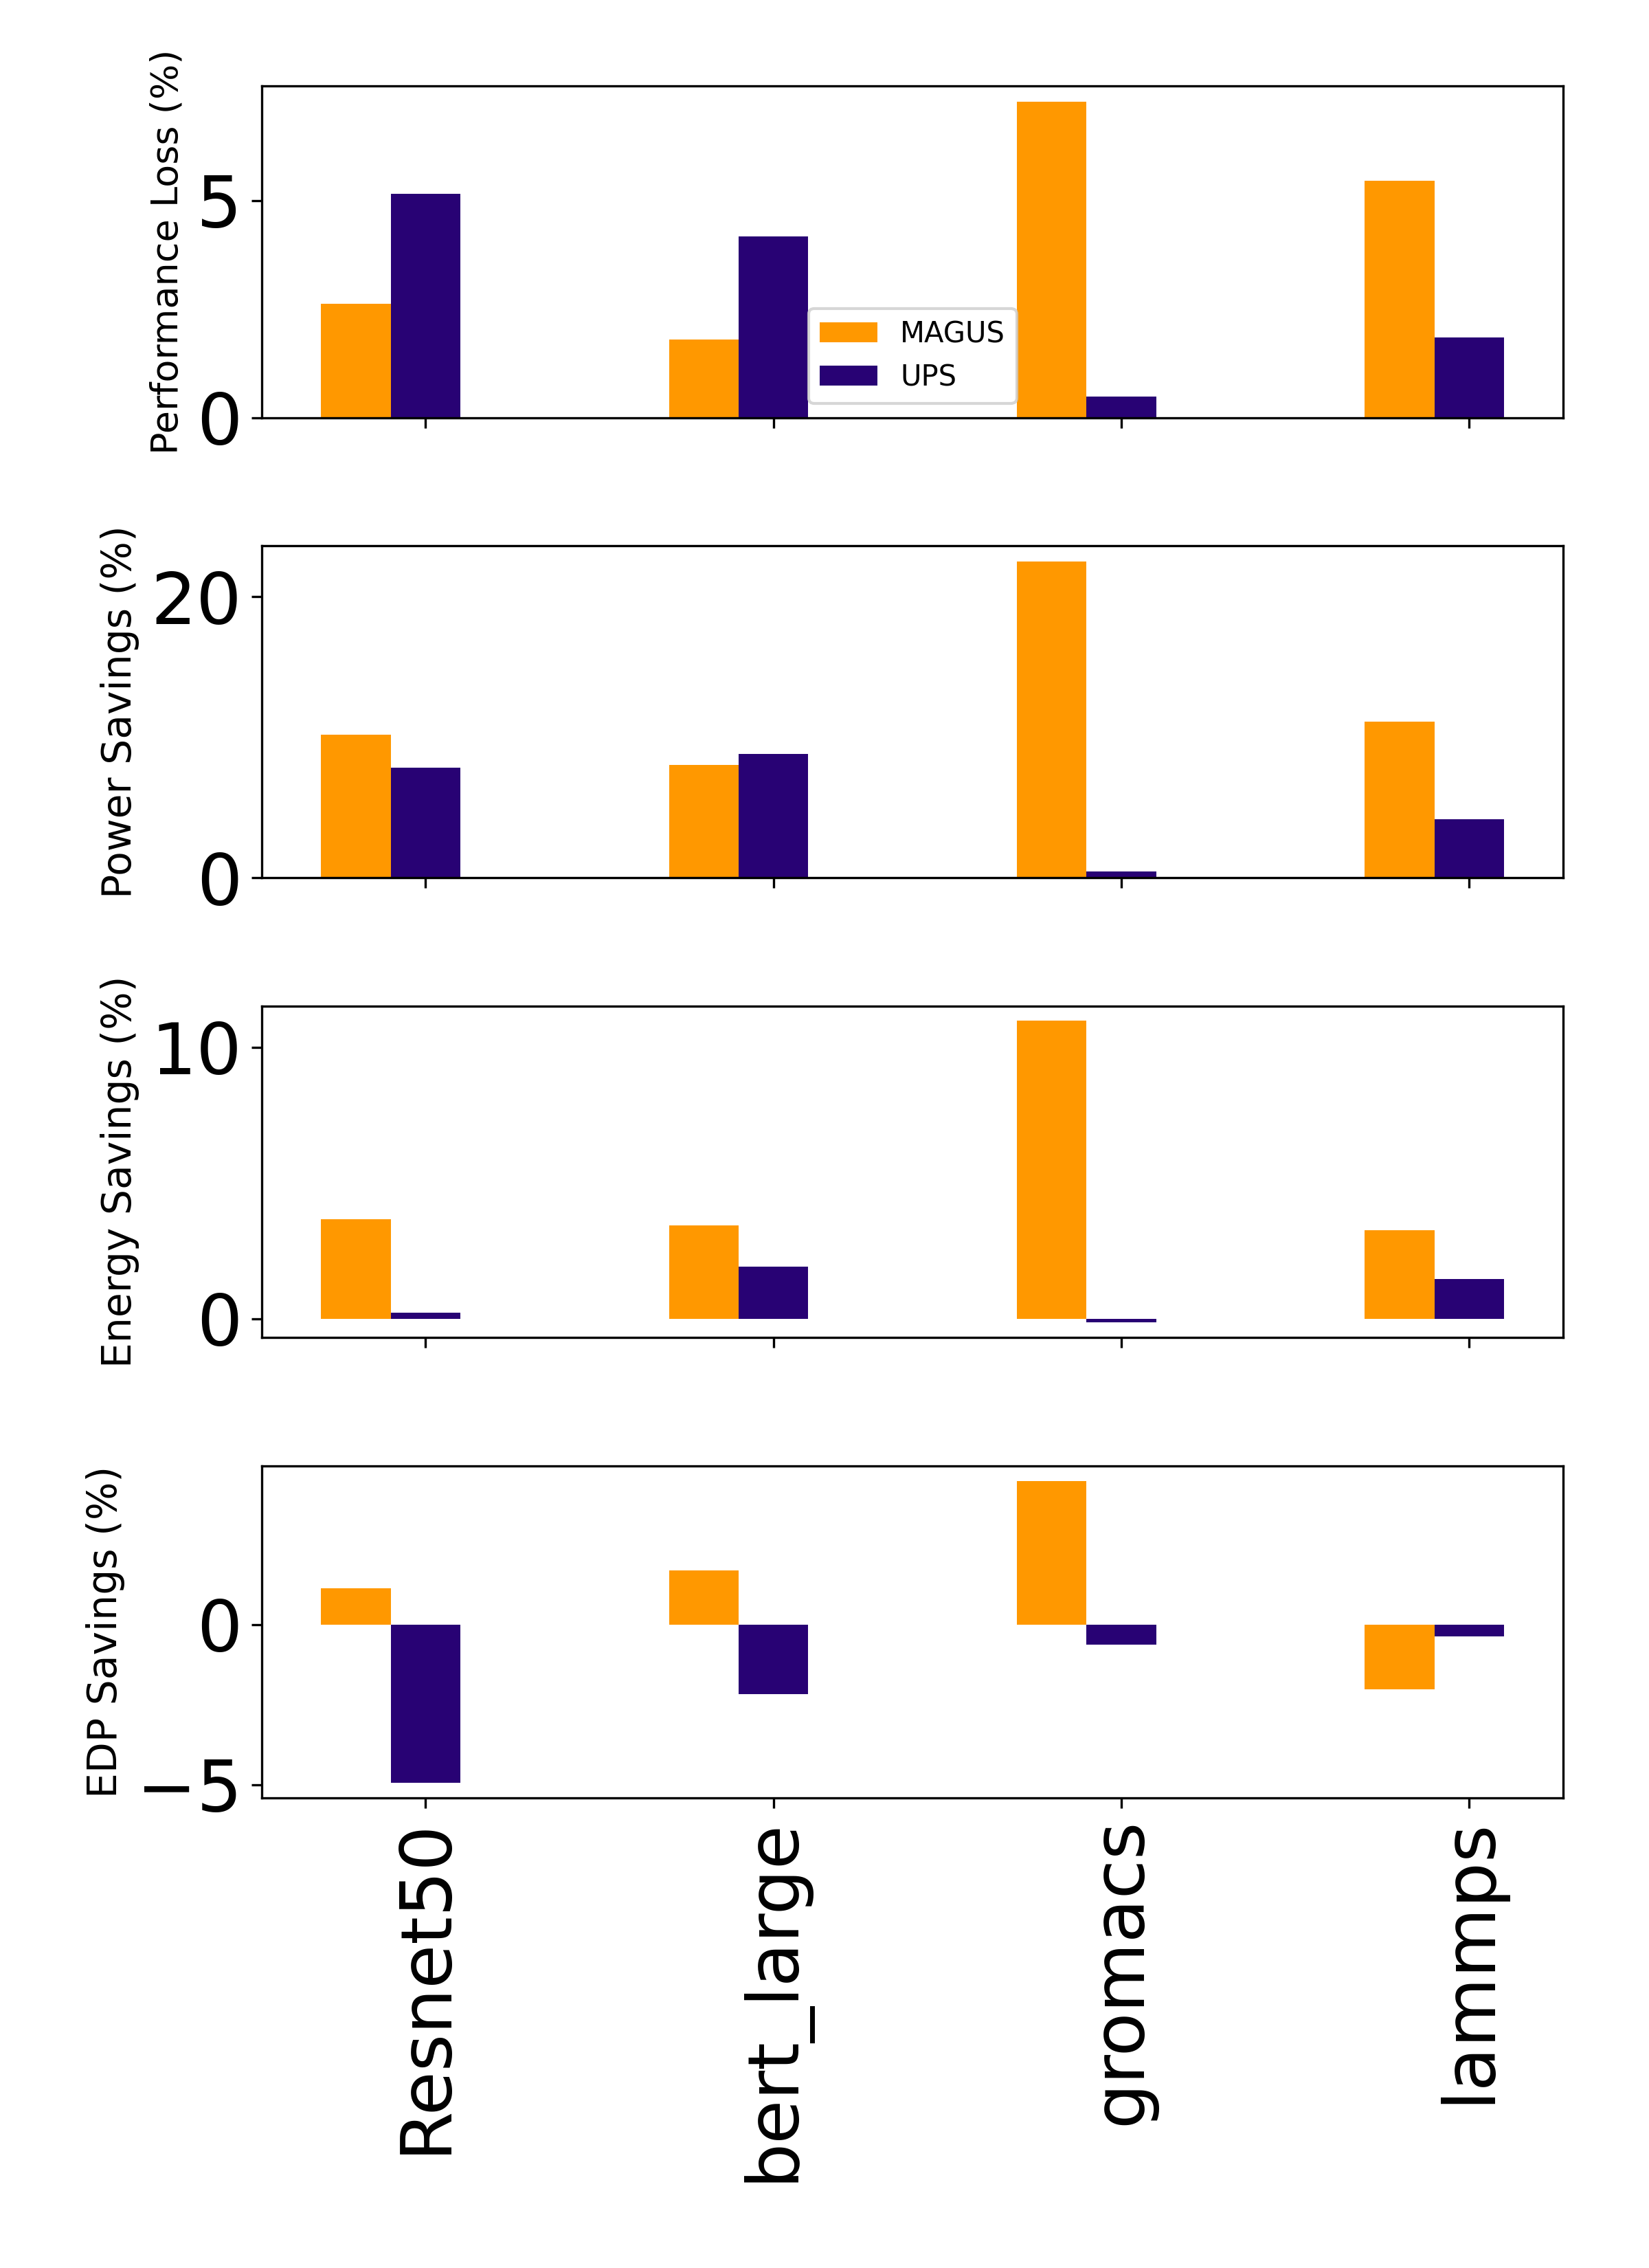 Performance Loss (%)
5
0
MAGUS
UPS
Power Savings (%)
20
0
Energy Savings (%)
10
0
EDP Savings (%)
0
−5
Resnet50
bert_large
gromacs
lammps